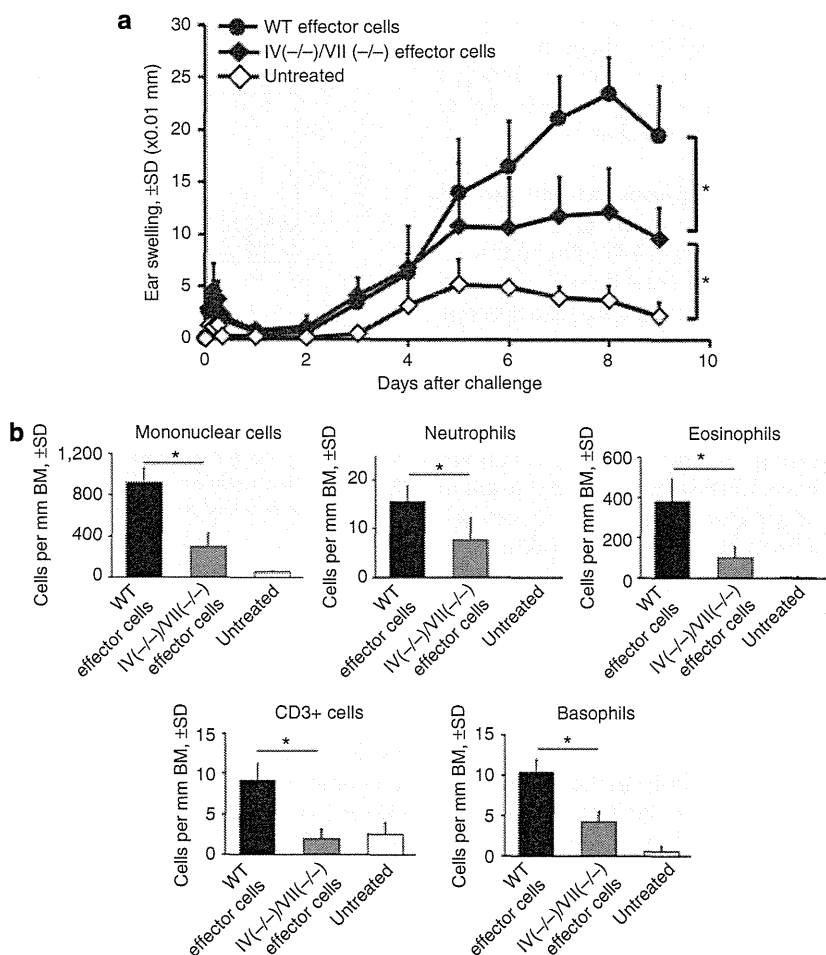 a
30
25
20
15
10
5
0
Ear swelling, ±SD (x0.01 mm)
WT effector cells
IV(–/–)/VII (–/–) effector cells
Untreated
*
*
0 2 4 6 8 10
Days after challenge
b
Mononuclear cells
Cells per mm BM, ±SD
1,200
800
400
0
*
WT
effector cells
IV(–/–)/VII(–/–)
effector cells
Untreated
Neutrophils
Cells per mm BM, ±SD
20
10
0
*
WT
effector cells
IV(–/–)/VII(–/–)
effector cells
Untreated
Eosinophils
Cells per mm BM, ±SD
600
400
200
0
*
WT
effector cells
IV(–/–)/VII(–/–)
effector cells
Untreated
CD3+ cells
Cells per mm BM, ±SD
15
10
5
0
*
WT
effector cells
IV(–/–)/VII(–/–)
effector cells
Untreated
Basophils
Cells per mm BM, ±SD
15
10
5
0
*
WT
effector cells
IV(–/–)/VII(–/–)
effector cells
Untreated